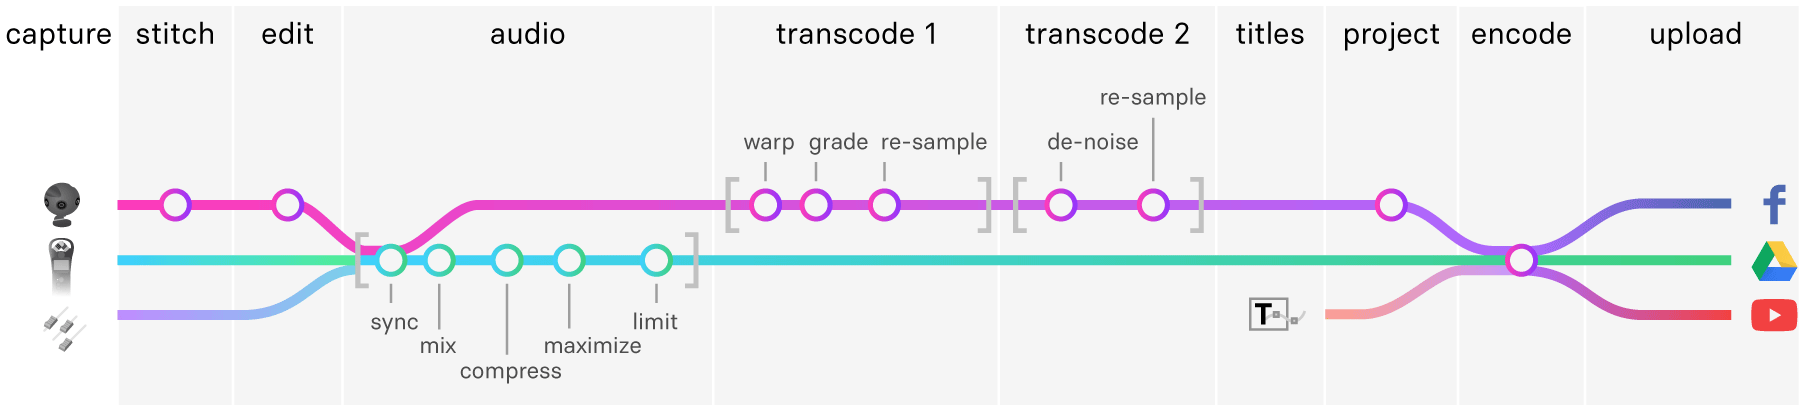 capture stitch edit audio transcode 1 transcode 2 titles project encode upload
re-sample
warp grade re-sample de-noise
T
sync limit
mix maximize
compress